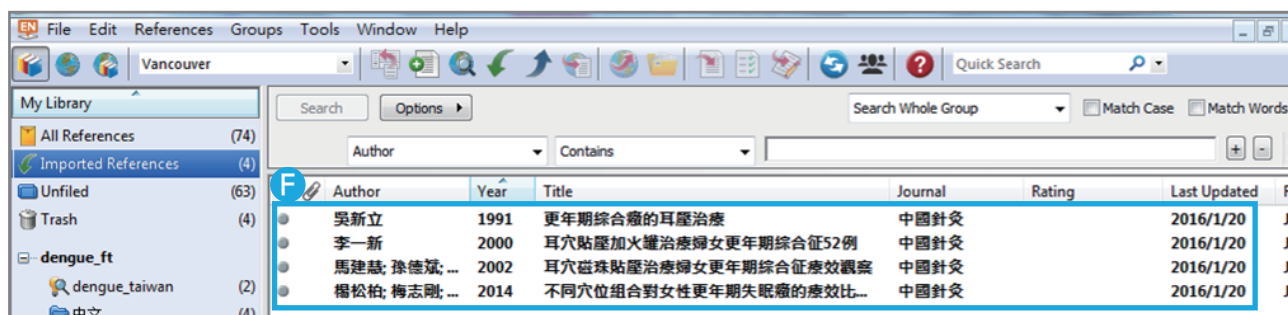 EN File Edit References Groups Tools Window Help
Vancouver Quick Search
My Library Search Options Search Whole Group Match Case Match Words
All References (74)
Imported References (4) Author Contains + -
Unfiled (63) F Author Year Title Journal Rating Last Updated
Trash (4) 吳新立 1991 更年期綜合癥的耳壓治療 中國針灸 2016/1/20
李一新 2000 耳穴貼壓加火罐治療婦女更年期綜合征52例 中國針灸 2016/1/20
dengue_ft 馬建慧; 孫德斌; ... 2002 耳穴磁珠貼壓治療婦女更年期綜合征療效觀察 中國針灸 2016/1/20
dengue_taiwan (2) 楊松柏; 梅志剛; ... 2014 不同穴位組合對女性更年期失眠癥的療效比... 中國針灸 2016/1/20
中文 (4)